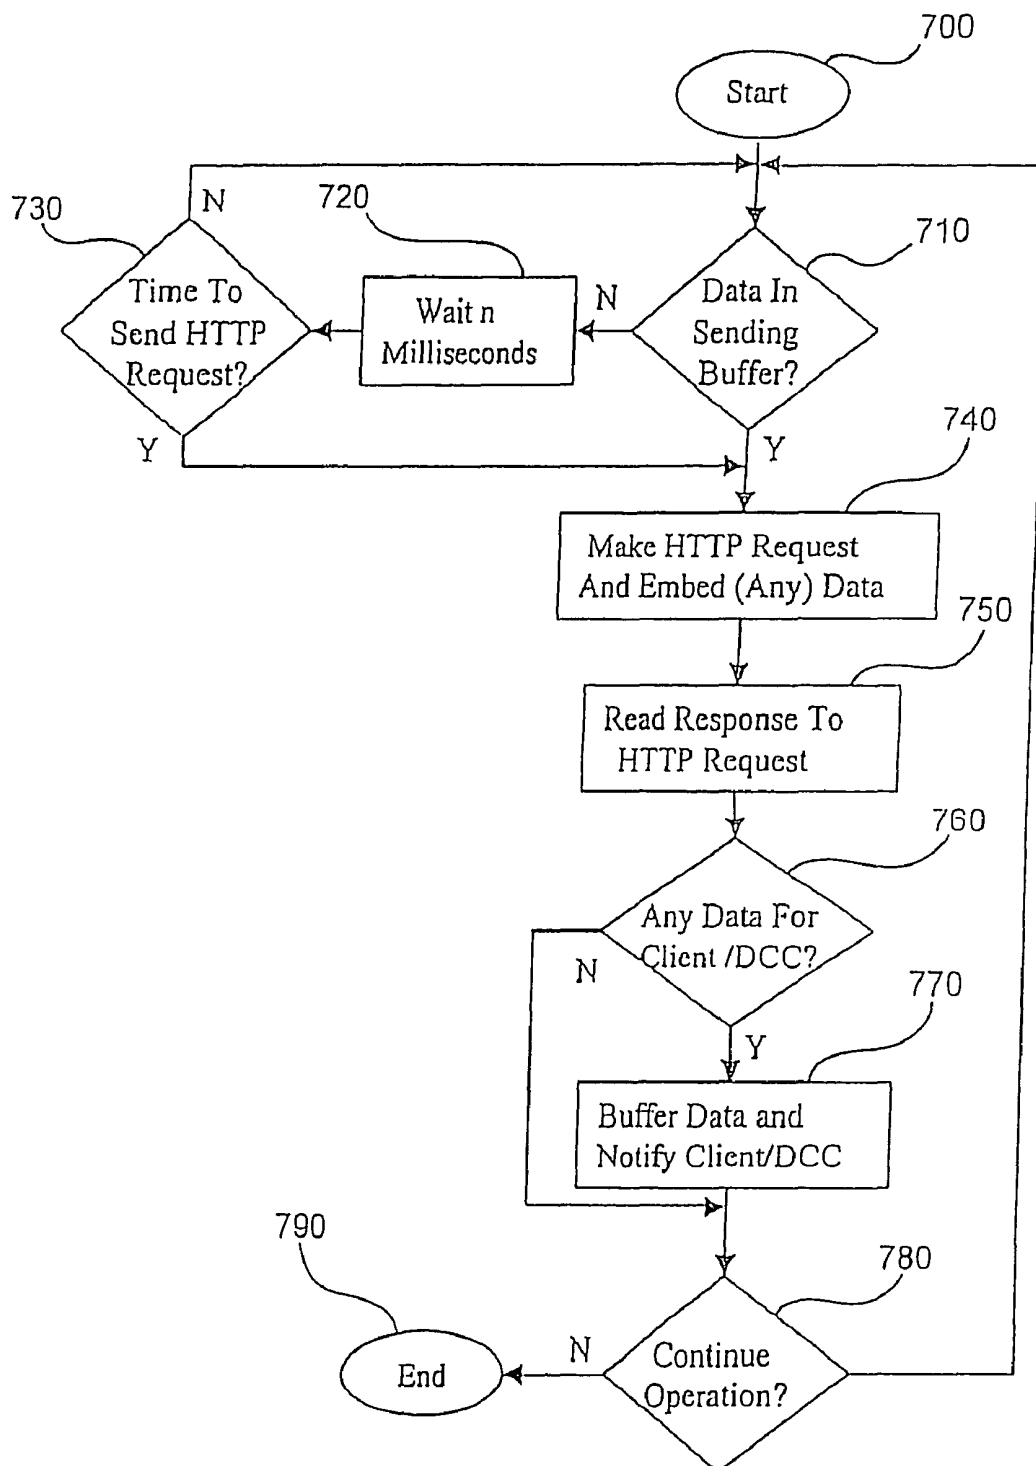 700
Start
730
N
720
710
Time To
Send HTTP
Request?
Wait n
Milliseconds
N
Data In
Sending
Buffer?
Y
Y
740
Make HTTP Request
And Embed (Any) Data
750
Read Response To
HTTP Request
760
Any Data For
Client /DCC?
N
770
Y
Buffer Data and
Notify Client/DCC
790
780
End
N
Continue
Operation?